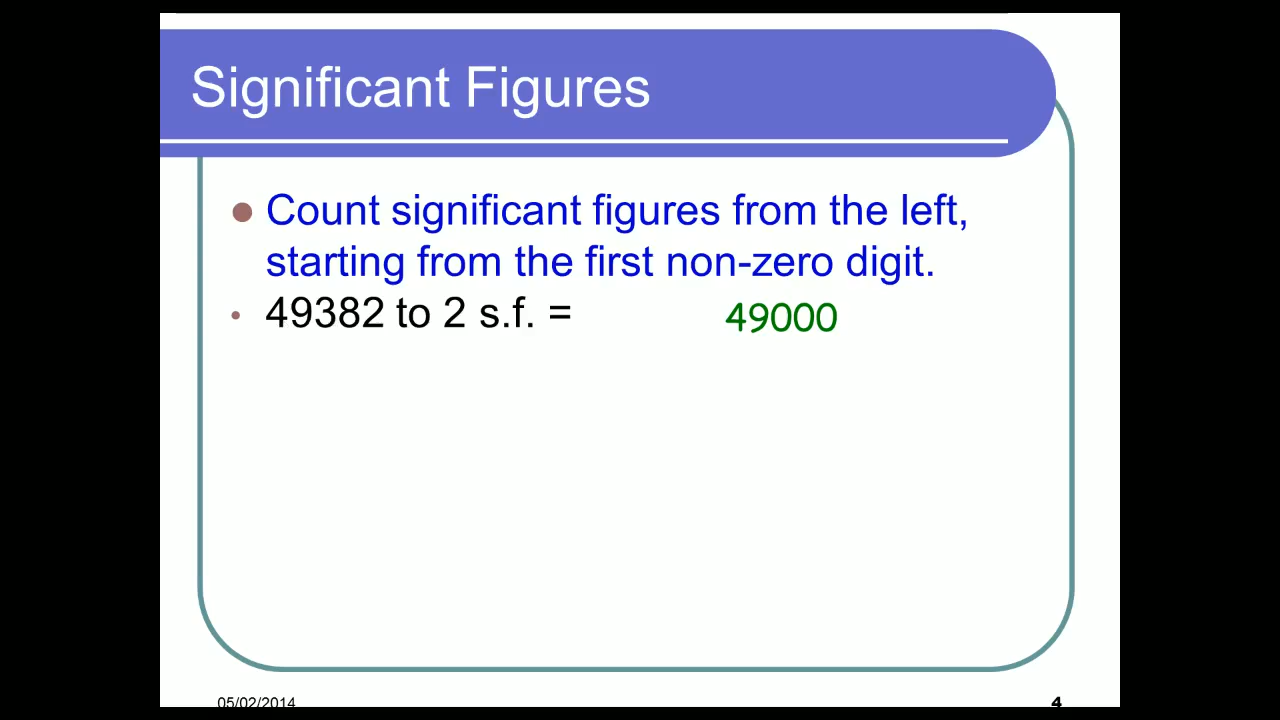 Significant Figures
Count significant figures from the left,
starting from the first non-zero digit.
49382 to 2 s.f. = 49000
05/02/2014 4